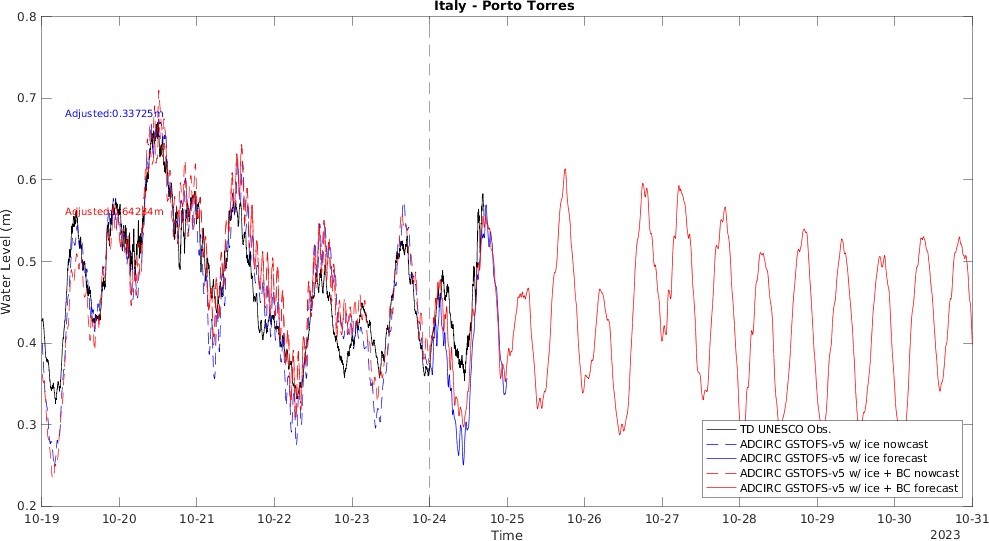 Italy - Porto Torres
Water Level (m)
0.8
0.7
0.6
0.5
0.4
0.3
0.2
Adjusted:0.33725m
10-19
10-20
10-21
10-22
10-23
10-24
10-25
10-26
10-27
10-28
10-29
10-30
10-31
Time
2023
TD UNESCO Obs.
ADCIRC GSTOFS-v5 w/ ice nowcast
ADCIRC GSTOFS-v5 w/ ice forecast
ADCIRC GSTOFS-v5 w/ ice + BC nowcast
ADCIRC GSTOFS-v5 w/ ice + BC forecast